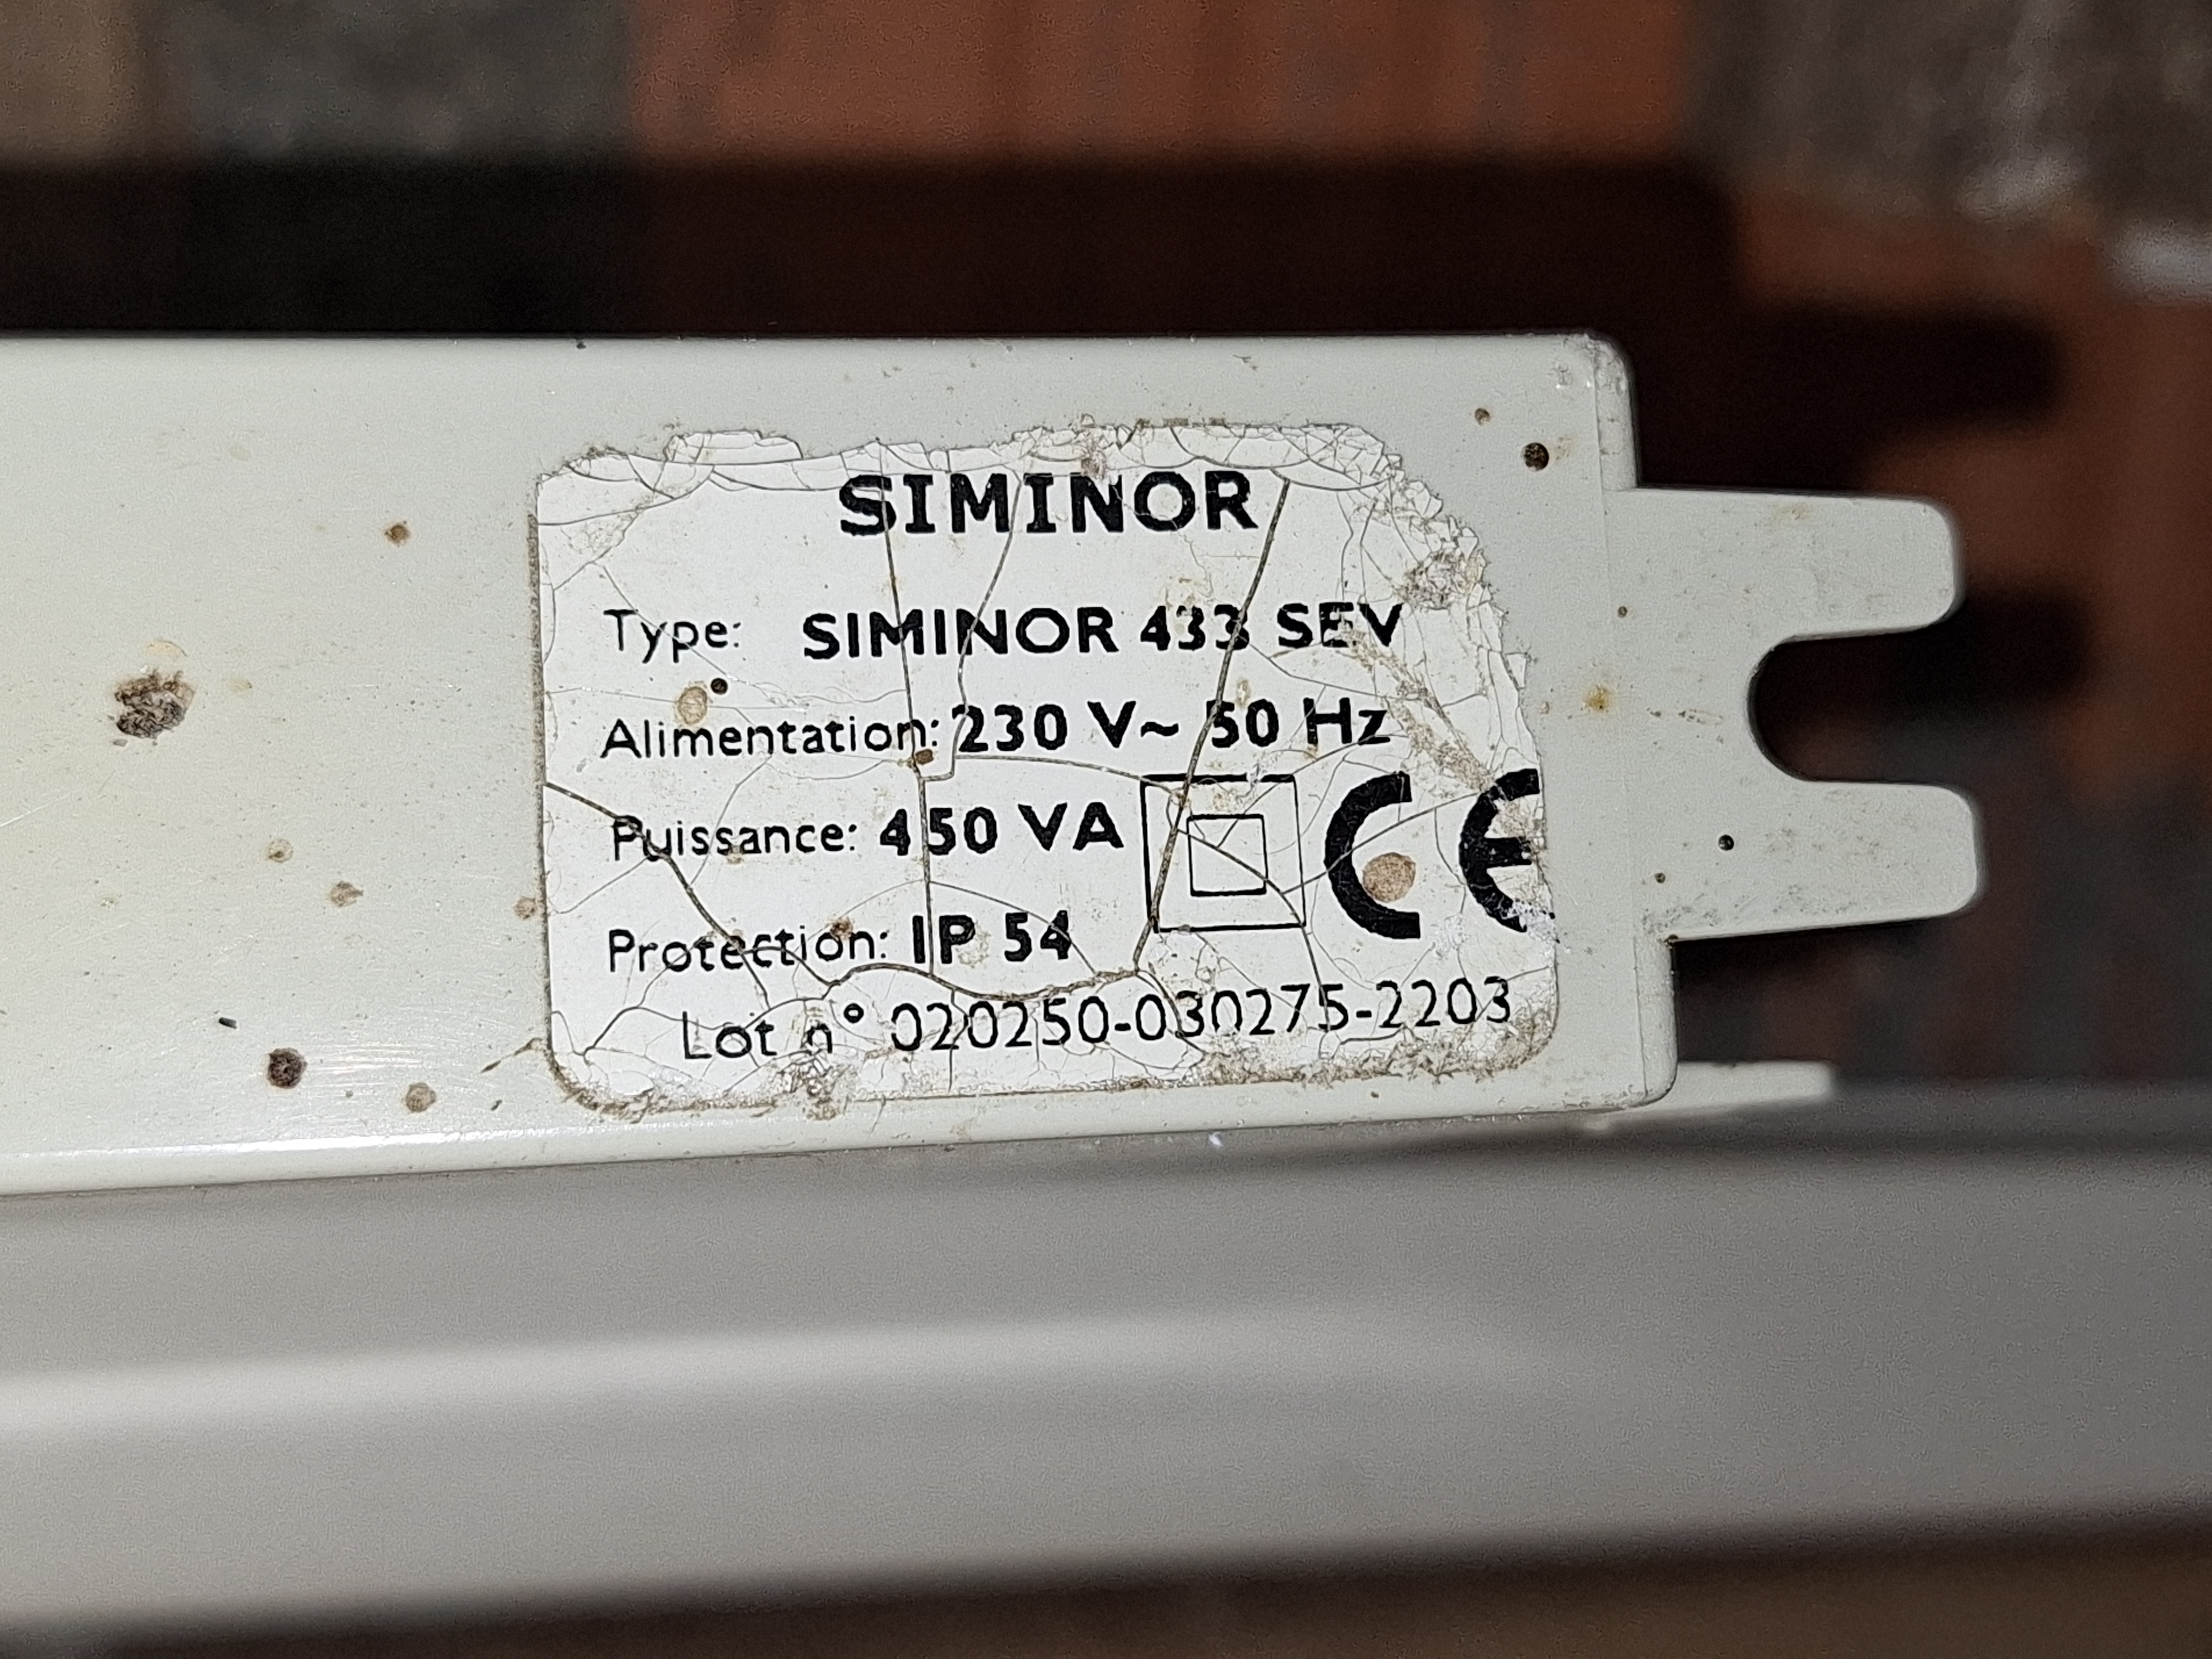 SIMINOR
Type: SIMINOR 433 SEV
Alimentation: 230 V~ 50 Hz
Puissance: 450 VA CE
Protection: IP 54
Lot n° 020250-030275-2203